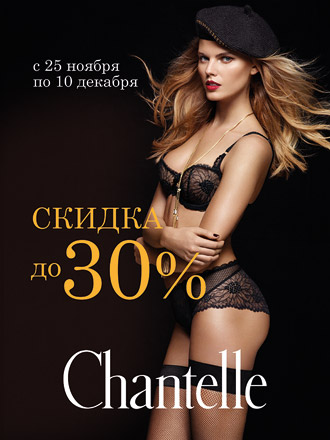 с 25 ноября
по 10 декабря
СКИДКА
до 30%
Chantelle